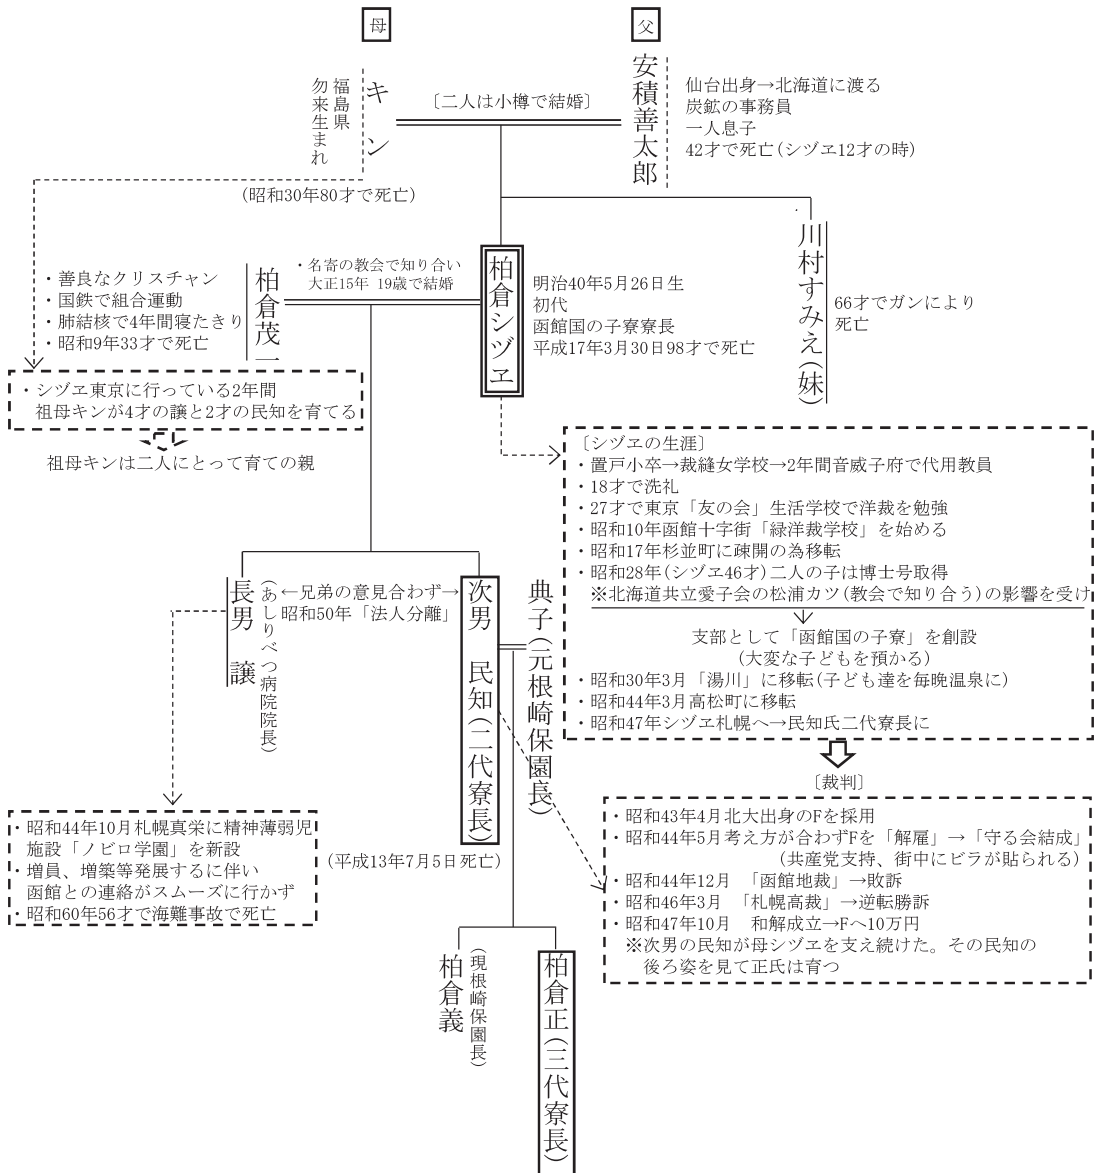 母
父
キン
福島県
勿来生まれ
〔二人は小樽で結婚〕
安積善太郎
仙台出身→北海道に渡る
炭鉱の事務員
一人息子
42才で死亡(シヅヱ12才の時)
(昭和30年80才で死亡)
・善良なクリスチャン
・国鉄で組合運動
・肺結核で4年間寝たきり
・昭和9年33才で死亡
柏倉茂一
・名寄の教会で知り合い
大正15年 19歳で結婚
柏倉シヅヱ
明治40年5月26日生
初代
函館国の子寮寮長
平成17年3月30日98才で死亡
川村すみえ(妹)
66才でガンにより
死亡
・シヅヱ東京に行っている2年間
祖母キンが4才の譲と2才の民知を育てる
祖母キンは二人にとって育ての親
〔シヅヱの生涯〕
・置戸小卒→裁縫女学校→2年間音威子府で代用教員
・18才で洗礼
・27才で東京「友の会」生活学校で洋裁を勉強
・昭和10年函館十字街「緑洋裁学校」を始める
・昭和17年杉並町に疎開の為移転
・昭和28年(シヅヱ46才)二人の子は博士号取得
※北海道共立愛子会の松浦カツ(教会で知り合う)の影響を受け
支部として「函館国の子寮」を創設
(大変な子どもを預かる)
・昭和30年3月「湯川」に移転(子ども達を毎晩温泉に)
・昭和44年3月高松町に移転
・昭和47年シヅヱ札幌へ→民知氏二代寮長に
長男 譲
(あしりべつ病院院長)
←兄弟の意見合わず→
昭和50年「法人分離」
次男 民知(二代寮長)
典子(元根崎保園長)
(平成13年7月5日死亡)
・昭和44年10月札幌真栄に精神薄弱児
施設「ノビロ学園」を新設
・増員、増築等発展するに伴い
函館との連絡がスムーズに行かず
・昭和60年56才で海難事故で死亡
〔裁判〕
・昭和43年4月北大出身のFを採用
・昭和44年5月考え方が合わずFを「解雇」→「守る会結成」
(共産党支持、街中にビラが貼られる)
・昭和44年12月 「函館地裁」→敗訴
・昭和46年3月 「札幌高裁」→逆転勝訴
・昭和47年10月 和解成立→Fへ10万円
※次男の民知が母シヅヱを支え続けた。その民知の
後ろ姿を見て正氏は育つ
柏倉義
(現根崎保園長)
柏倉正(三代寮長)